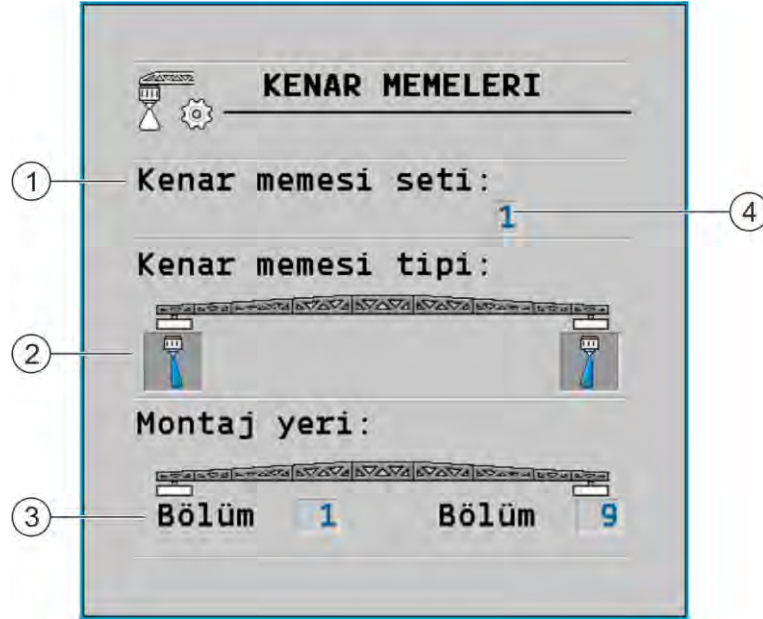 KENAR MEMELERI
1 Kenar memesi seti:
1 4
Kenar memesi tipi:
2
Montaj yeri:
3 Bölüm 1 Bölüm 9